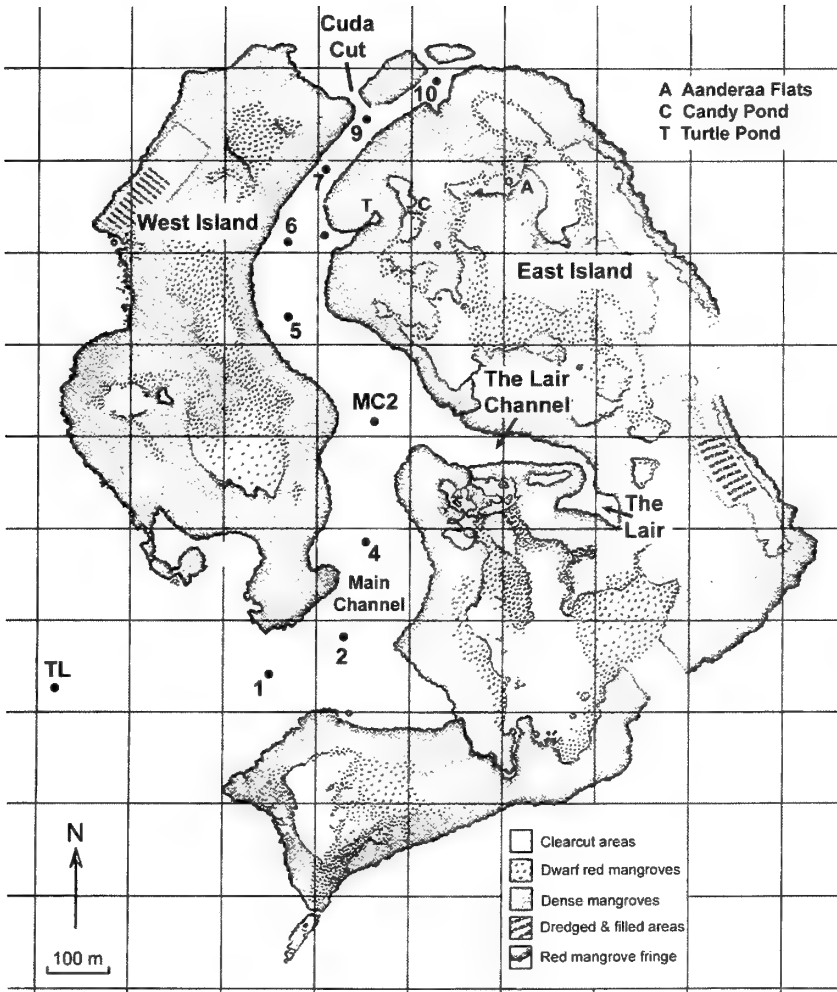 Cuda
Cut
10
A Aanderaa Flats
C Candy Pond
T Turtle Pond
9
7
A
T
C
West Island
6
East Island
5
MC2
The Lair
Channel
The
Lair
4
Main
Channel
2
TL
1
N
100 m
Clearcut areas
Dwarf red mangroves
Dense mangroves
Dredged & filled areas
Red mangrove fringe